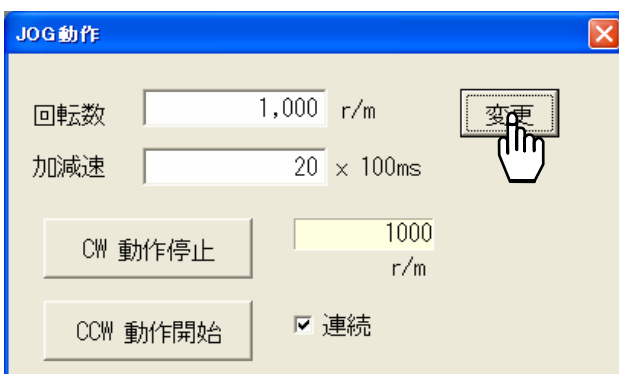 JOG動作
回転数 1,000 r/m 変更
加減速 20 × 100ms
CW 動作停止 1000
r/m
CCW 動作開始 連続